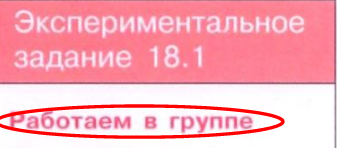 Экспериментальное
задание 18.1
Работаем в группе